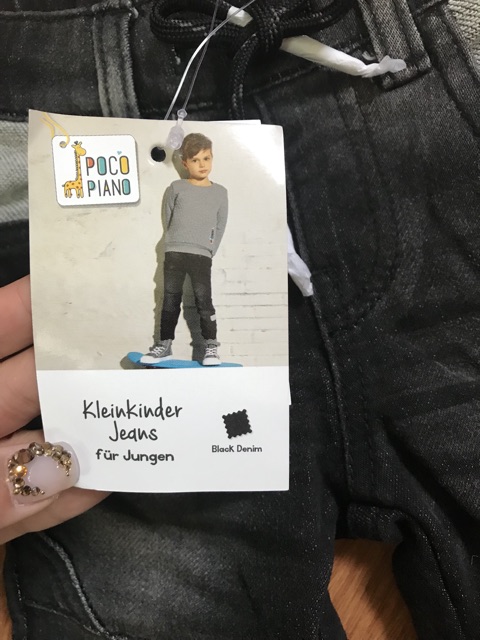 POCO
PIANO
Kleinkinder
Jeans
für Jungen
Black Denim